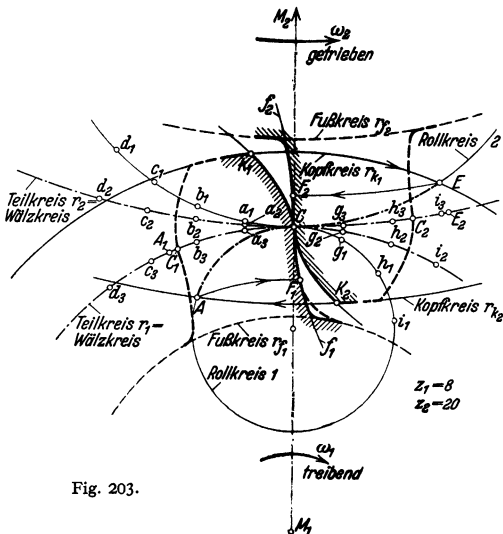 M₂
ω₂
getrieben
f₂
Fußkreis r_f₂
Rollkreis 2
d₁
K₁
Kopfkreis r_k₁
c₁
E
F₂
Teilkreis r₂=
Wälzkreis
d₂
b₁
a₁
a₂
C
g₃
h₃
i₃
E₂
c₂
b₂
g₂
C₂
A₁
C₁
b₃
a₃
g₁
h₂
c₃
i₂
d₃
A
F₁
K₂
h₁
Kopfkreis r_k₂
Teilkreis r₁=
Wälzkreis
Fußkreis r_f₁
f₁
i₁
Rollkreis 1
z₁=8
z₂=20
ω₁
treibend
Fig. 203.
M₁